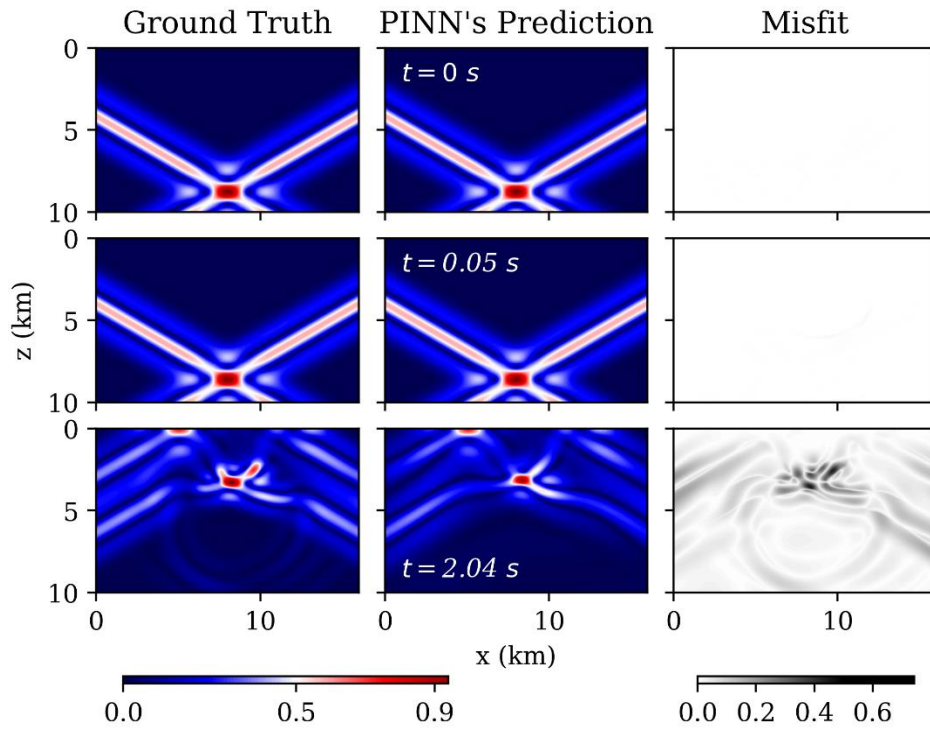 Ground Truth PINN's Prediction Misfit
0
5
10
t = 0 s
0
5
10
t = 0.05 s
z (km)
0
5
10
t = 2.04 s
0 10 0 10 0 10
x (km)
0.0 0.5 0.9 0.0 0.2 0.4 0.6